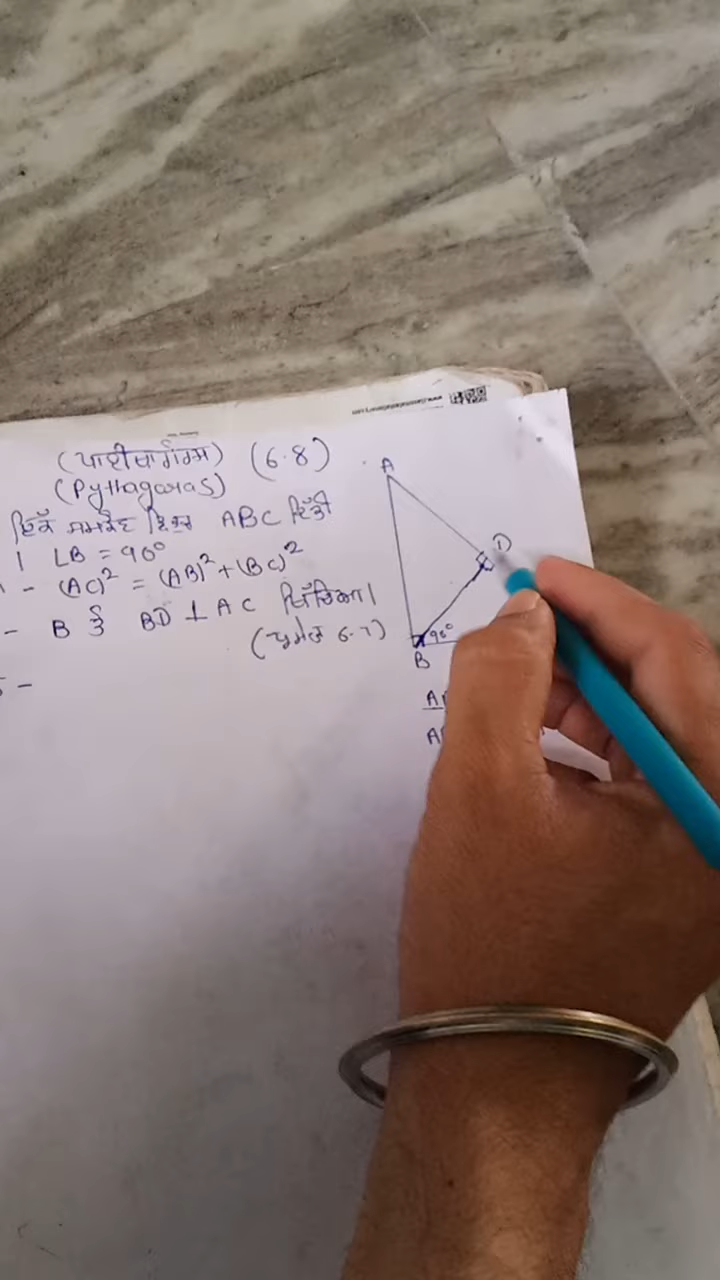 (ਪਾਈਥਾਗੋਰਸ) (6.8)
(Pythagoras)
ਇੱਕ ਸਮਕੋਣ ਤ੍ਰਿਭੁਜ ABC ਦਿੱਤੀ
। ∠B = 90°
- (AC)² = (AB)² + (BC)²
- B ਤੋਂ BD ⊥ AC ਖਿੱਚਿਆ।
(ਪ੍ਰਮੇਯ 6.7)
A
D
B
90°